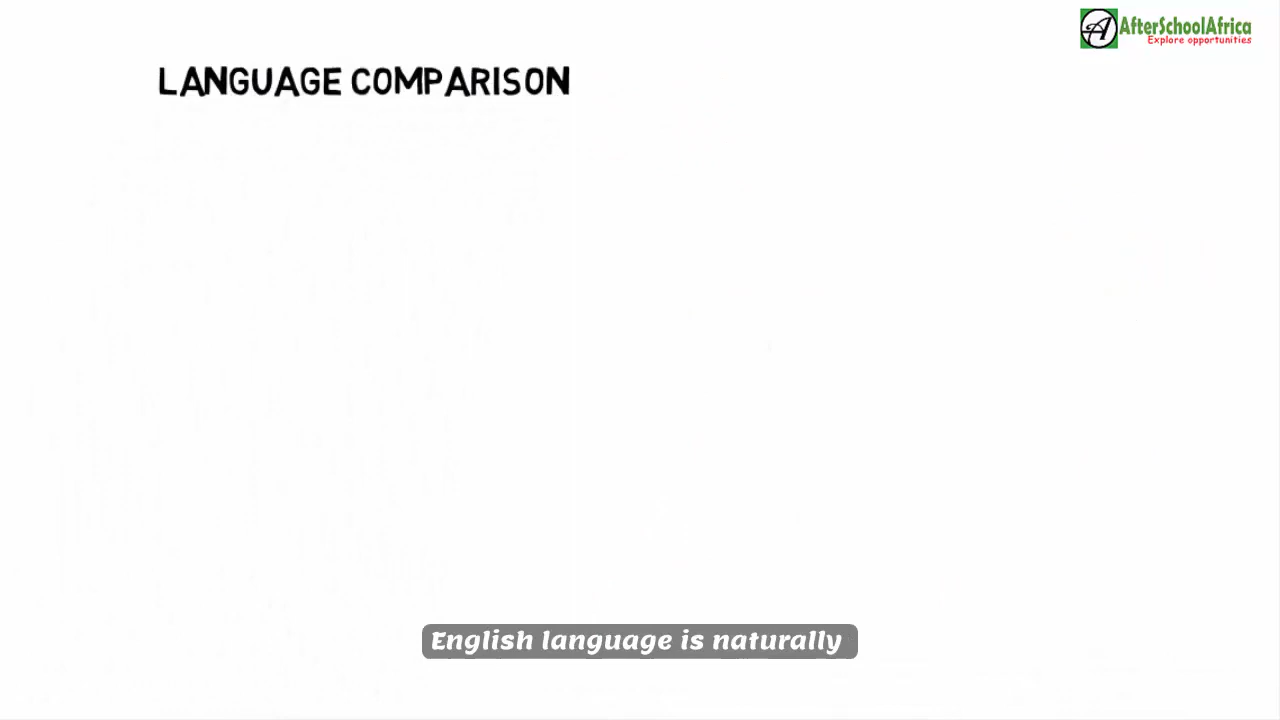 AfterSchoolAfrica
Explore opportunities
LANGUAGE COMPARISON
English language is naturally